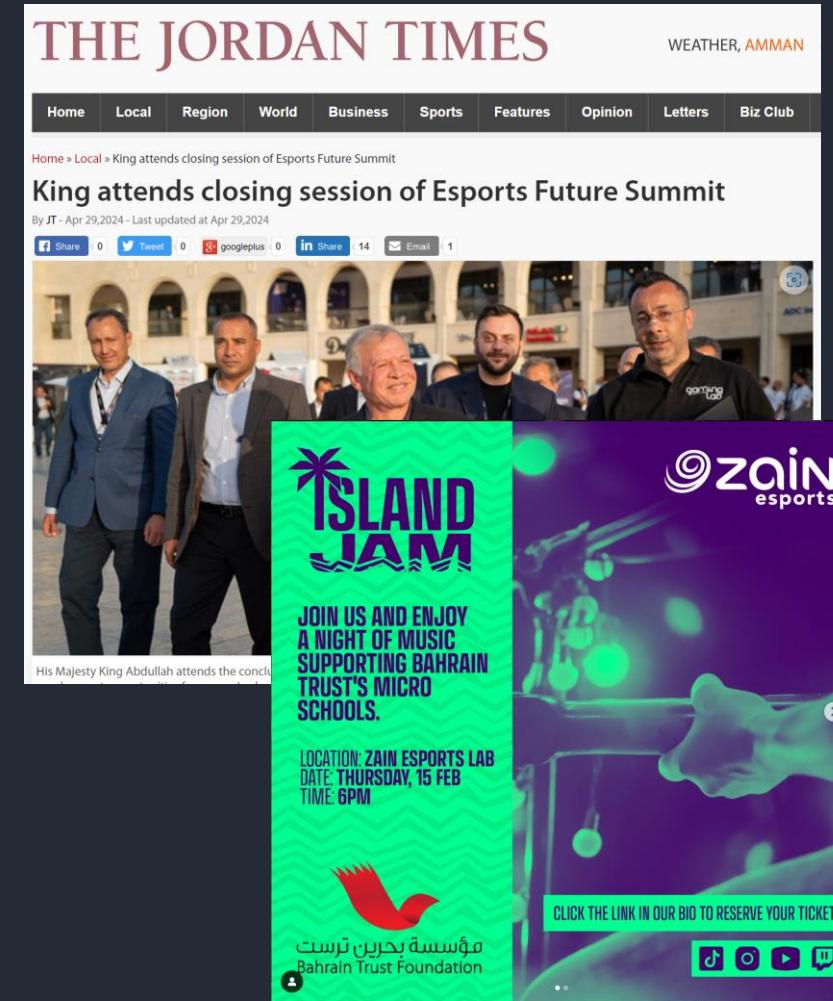 THE JORDAN TIMES
WEATHER, AMMAN
Home Local Region World Business Sports Features Opinion Letters Biz Club
Home » Local » King attends closing session of Esports Future Summit
King attends closing session of Esports Future Summit
By JT - Apr 29,2024 - Last updated at Apr 29,2024
Share 0 Tweet 0 googleplus 0 in Share 14 Email 1
gaming
lab
His Majesty King Abdullah attends the
ISLAND
JAM
JOIN US AND ENJOY
A NIGHT OF MUSIC
SUPPORTING BAHRAIN
TRUST'S MICRO
SCHOOLS.
LOCATION: ZAIN ESPORTS LAB
DATE: THURSDAY, 15 FEB
TIME: 6PM
مؤسسة بحرين ترست
Bahrain Trust Foundation
zain
esports
CLICK THE LINK IN OUR BIO TO RESERVE YOUR TICKET